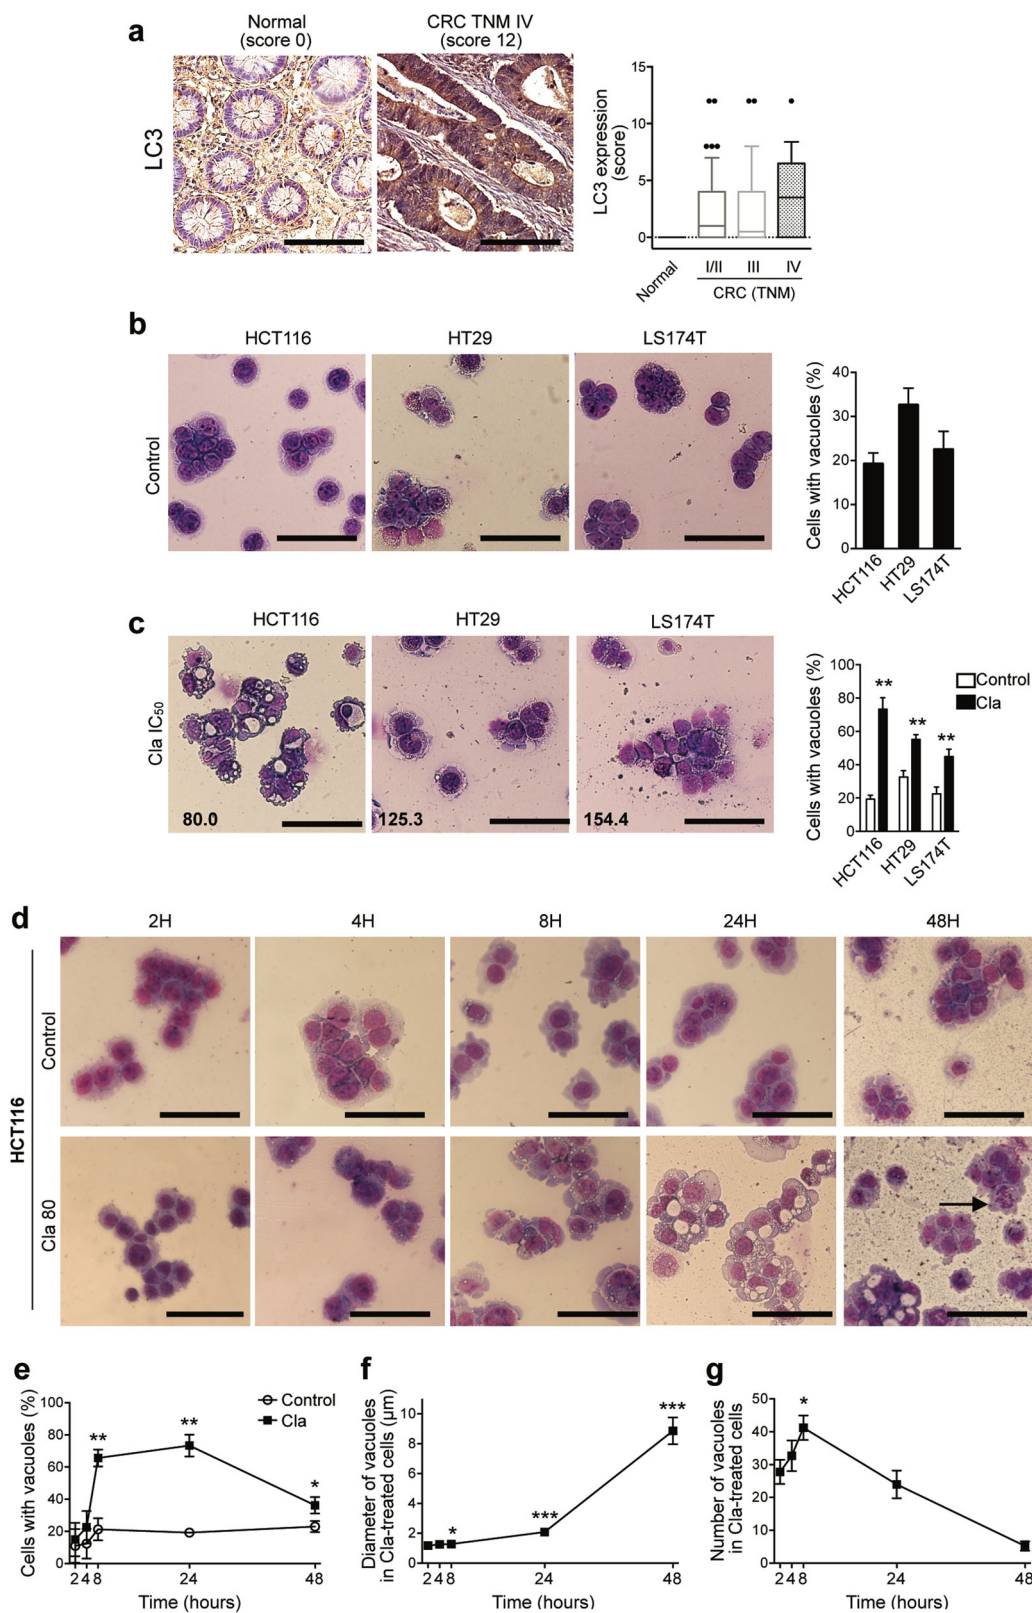 a
Normal
(score 0)
CRC TNM IV
(score 12)
LC3
LC3 expression
(score)
15
10
5
0
Normal
I/II
III
IV
CRC (TNM)
b
HCT116
HT29
LS174T
Control
Cells with vacuoles (%)
40
30
20
10
0
HCT116
HT29
LS174T
c
HCT116
HT29
LS174T
Cla IC50
80.0
125.3
154.4
Cells with vacuoles (%)
100
80
60
40
20
0
**
**
**
Control
Cla
HCT116
HT29
LS174T
d
2H
4H
8H
24H
48H
HCT116
Control
Cla 80
e
Cells with vacuoles (%)
100
80
60
40
20
0
**
**
*
Control
Cla
2 4 8 24 48
Time (hours)
f
Diameter of vacuoles
in Cla-treated cells (µm)
10
8
6
4
2
0
*
***
***
2 4 8 24 48
Time (hours)
g
Number of vacuoles
in Cla-treated cells
50
40
30
20
10
0
*
2 4 8 24 48
Time (hours)